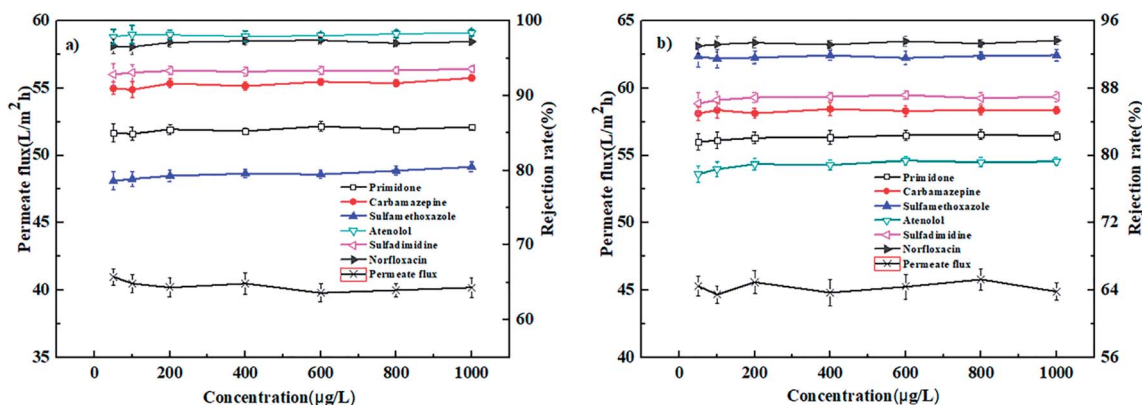 a)
60
55
50
45
40
35
Permeate flux(L/m²h)
100
90
80
70
60
Rejection rate(%)
Primidone
Carbamazepine
Sulfamethoxazole
Atenolol
Sulfadimidine
Norfloxacin
Permeate flux
0 200 400 600 800 1000
Concentration(μg/L)
b)
65
60
55
50
45
40
Permeate flux(L/m²h)
96
88
80
72
64
56
Rejection rate(%)
Primidone
Carbamazepine
Sulfamethoxazole
Atenolol
Sulfadimidine
Norfloxacin
Permeate flux
0 200 400 600 800 1000
Concentration(μg/L)